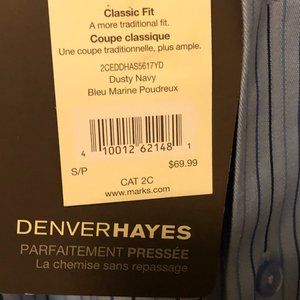 Classic Fit
A more traditional fit.
Coupe classique
Une coupe traditionnelle, plus ample.
2CEDDHAS5617YD
Dusty Navy
Bleu Marine Poudreux
4 10012 62148 1
S/P $69.99
CAT 2C
www.marks.com
DENVERHAYES
PARFAITEMENT PRESSÉE
La chemise sans repassage